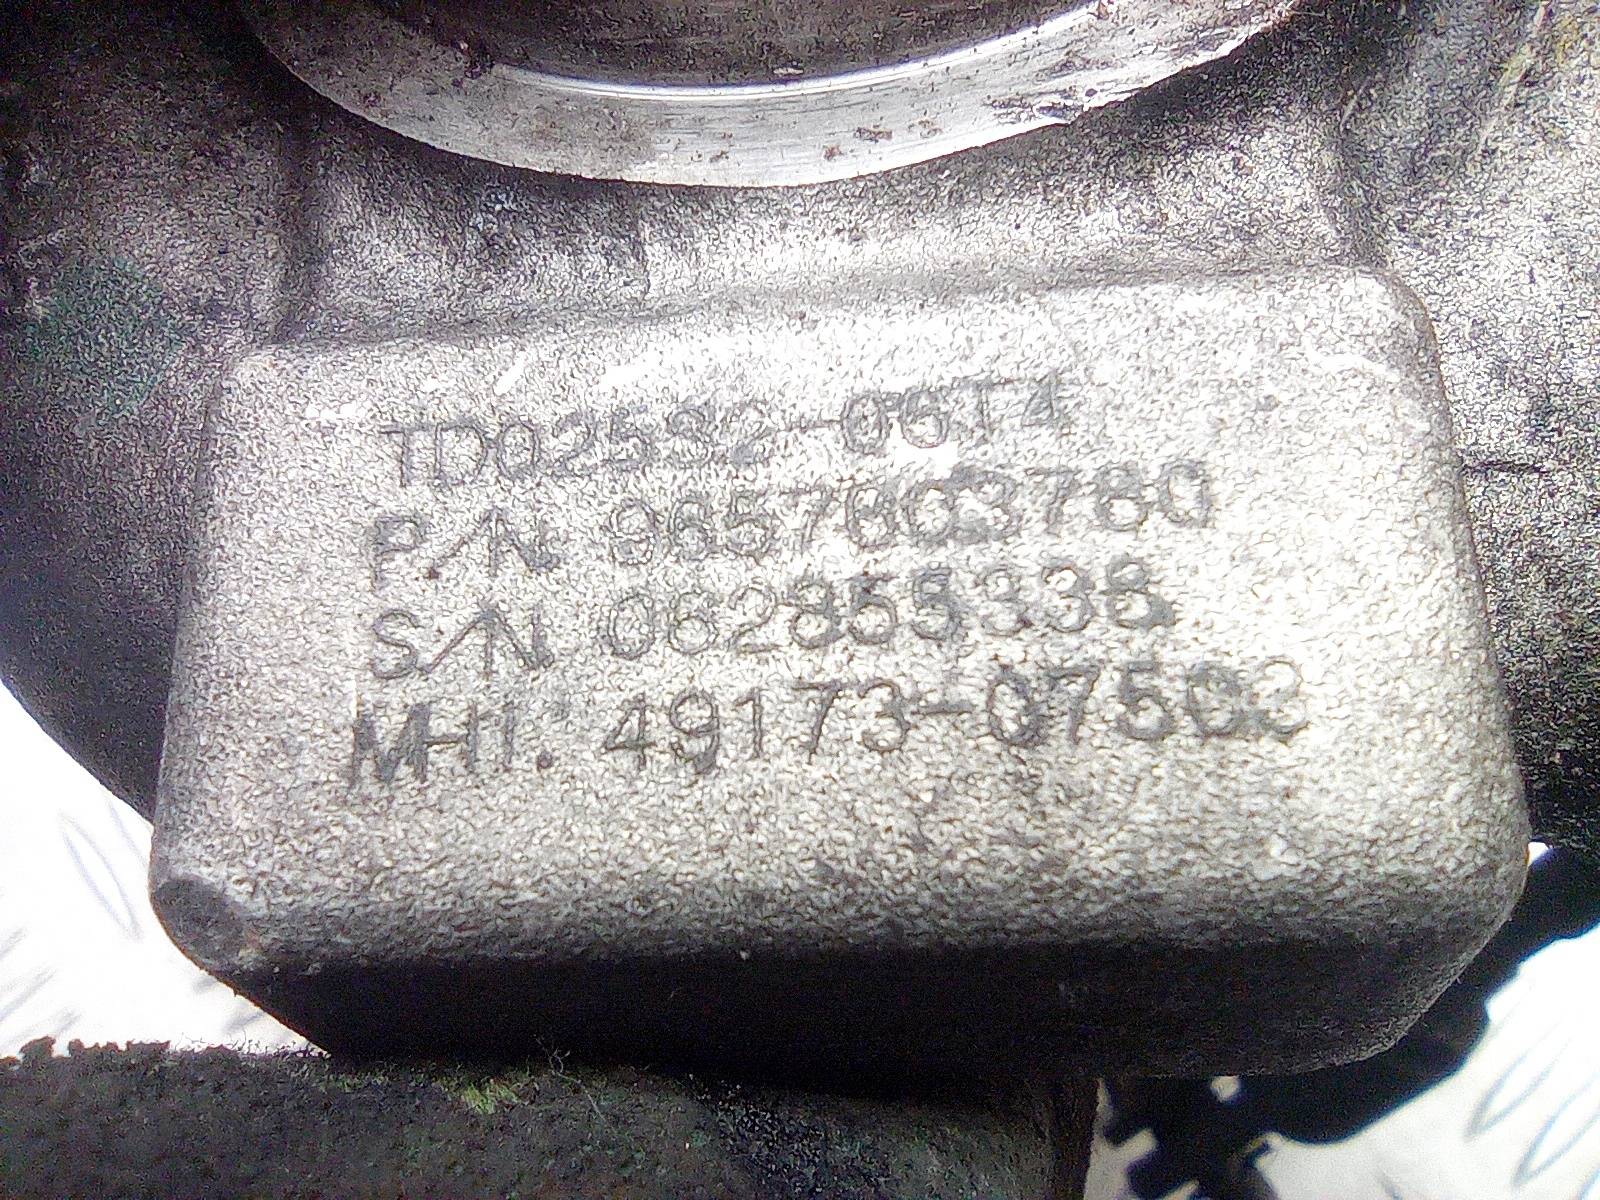 TD02532-06T4
P/N 9657603780
S/N 062855338
MHI. 49173-07503